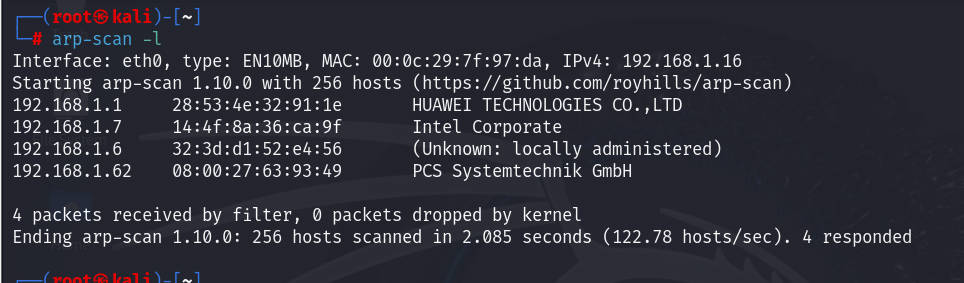 ┌──(root㉿kali)-[~]
└─# arp-scan -l
Interface: eth0, type: EN10MB, MAC: 00:0c:29:7f:97:da, IPv4: 192.168.1.16
Starting arp-scan 1.10.0 with 256 hosts (https://github.com/royhills/arp-scan)
192.168.1.1     28:53:4e:32:91:1e       HUAWEI TECHNOLOGIES CO.,LTD
192.168.1.7     14:4f:8a:36:ca:9f       Intel Corporate
192.168.1.6     32:3d:d1:52:e4:56       (Unknown: locally administered)
192.168.1.62    08:00:27:63:93:49       PCS Systemtechnik GmbH
4 packets received by filter, 0 packets dropped by kernel
Ending arp-scan 1.10.0: 256 hosts scanned in 2.085 seconds (122.78 hosts/sec). 4 responded
┌──(root㉿kali)-[~]